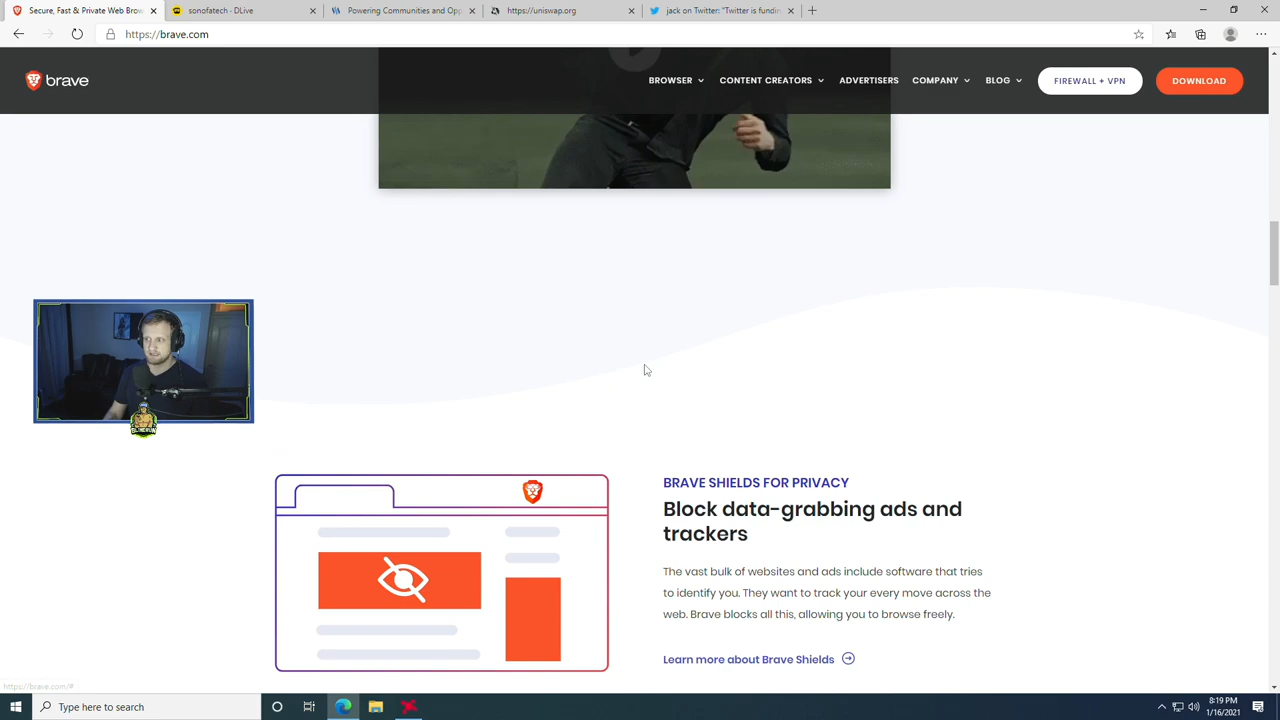 Secure, Fast & Private Web Brow
sonofatech - DLive
Powering Communities and Opp
https://uniswap.org
jack on Twitter: "Twitter is fundin
https://brave.com
brave
BROWSER
CONTENT CREATORS
ADVERTISERS
COMPANY
BLOG
FIREWALL + VPN
DOWNLOAD
BRAVE SHIELDS FOR PRIVACY
Block data-grabbing ads and
trackers
The vast bulk of websites and ads include software that tries
to identify you. They want to track your every move across the
web. Brave blocks all this, allowing you to browse freely.
Learn more about Brave Shields
https://brave.com/#
Type here to search
8:19 PM
1/16/2021